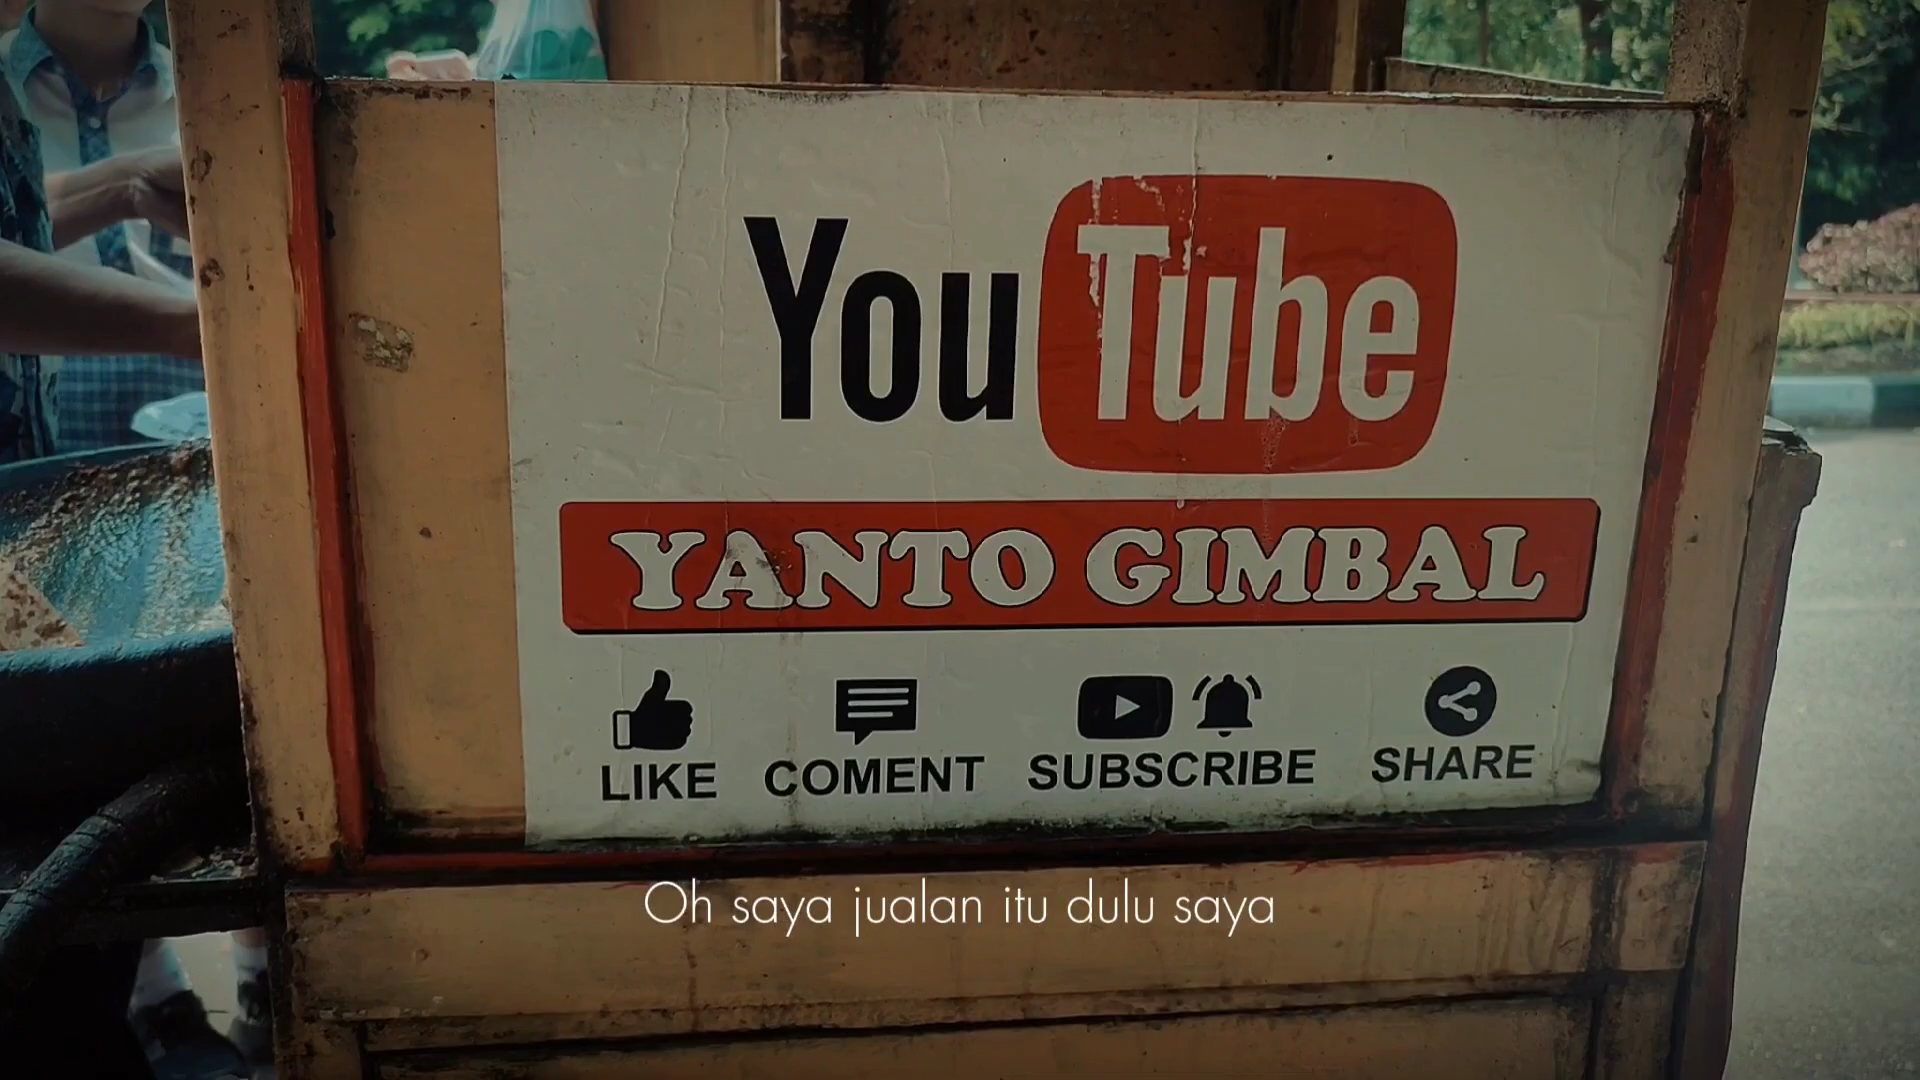 YouTube
YANTO GIMBAL
LIKE COMENT SUBSCRIBE SHARE
Oh saya jualan itu dulu saya